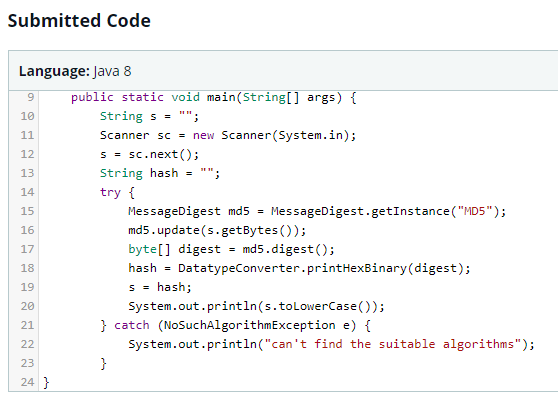 Submitted Code
Language: Java 8
9 public static void main(String[] args) {
10 String s = "";
11 Scanner sc = new Scanner(System.in);
12 s = sc.next();
13 String hash = "";
14 try {
15 MessageDigest md5 = MessageDigest.getInstance("MD5");
16 md5.update(s.getBytes());
17 byte[] digest = md5.digest();
18 hash = DatatypeConverter.printHexBinary(digest);
19 s = hash;
20 System.out.println(s.toLowerCase());
21 } catch (NoSuchAlgorithmException e) {
22 System.out.println("can't find the suitable algorithms");
23 }
24 }